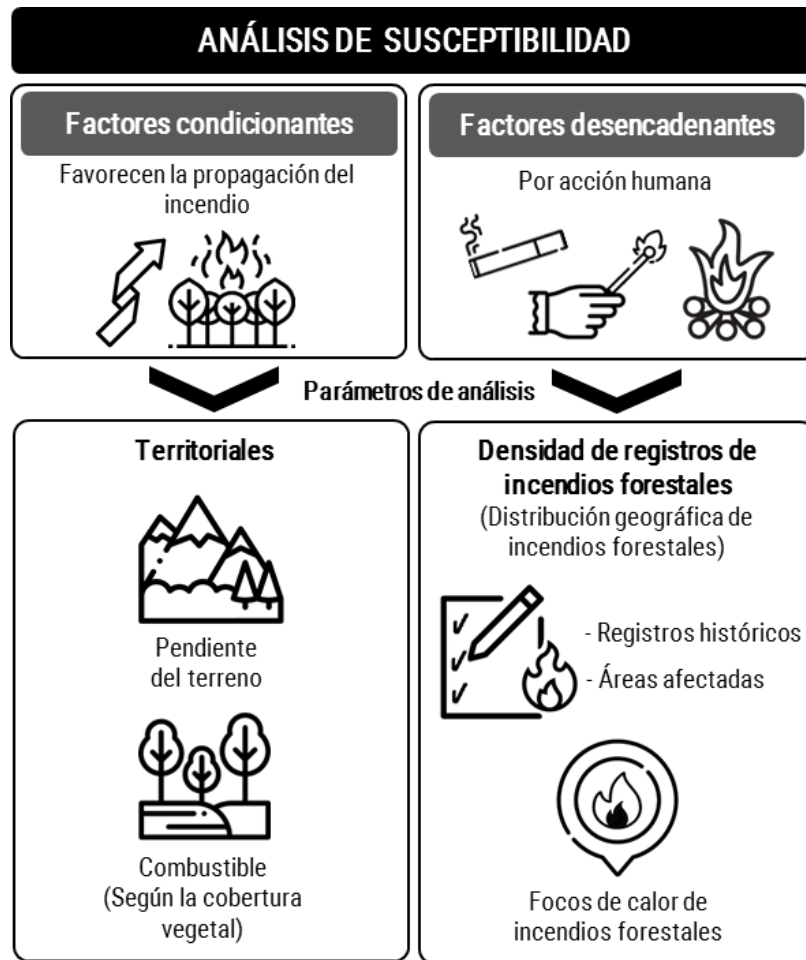 ANÁLISIS DE SUSCEPTIBILIDAD
Factores condicionantes
Favorecen la propagación del
incendio
Factores desencadenantes
Por acción humana
Parámetros de análisis
Territoriales
Pendiente
del terreno
Combustible
(Según la cobertura
vegetal)
Densidad de registros de
incendios forestales
(Distribución geográfica de
incendios forestales)
- Registros históricos
- Áreas afectadas
Focos de calor de
incendios forestales